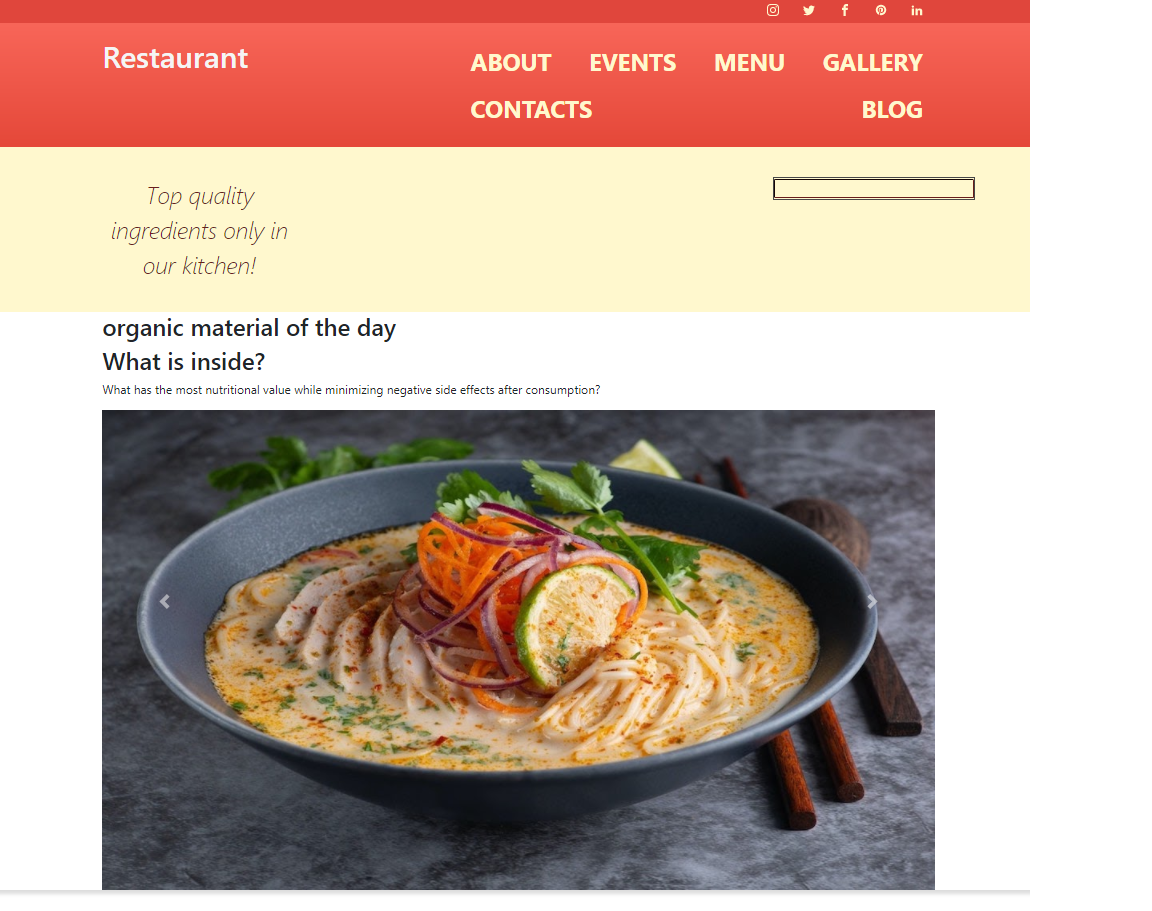 Restaurant
ABOUT EVENTS MENU GALLERY
CONTACTS BLOG
Top quality
ingredients only in
our kitchen!
organic material of the day
What is inside?
What has the most nutritional value while minimizing negative side effects after consumption?